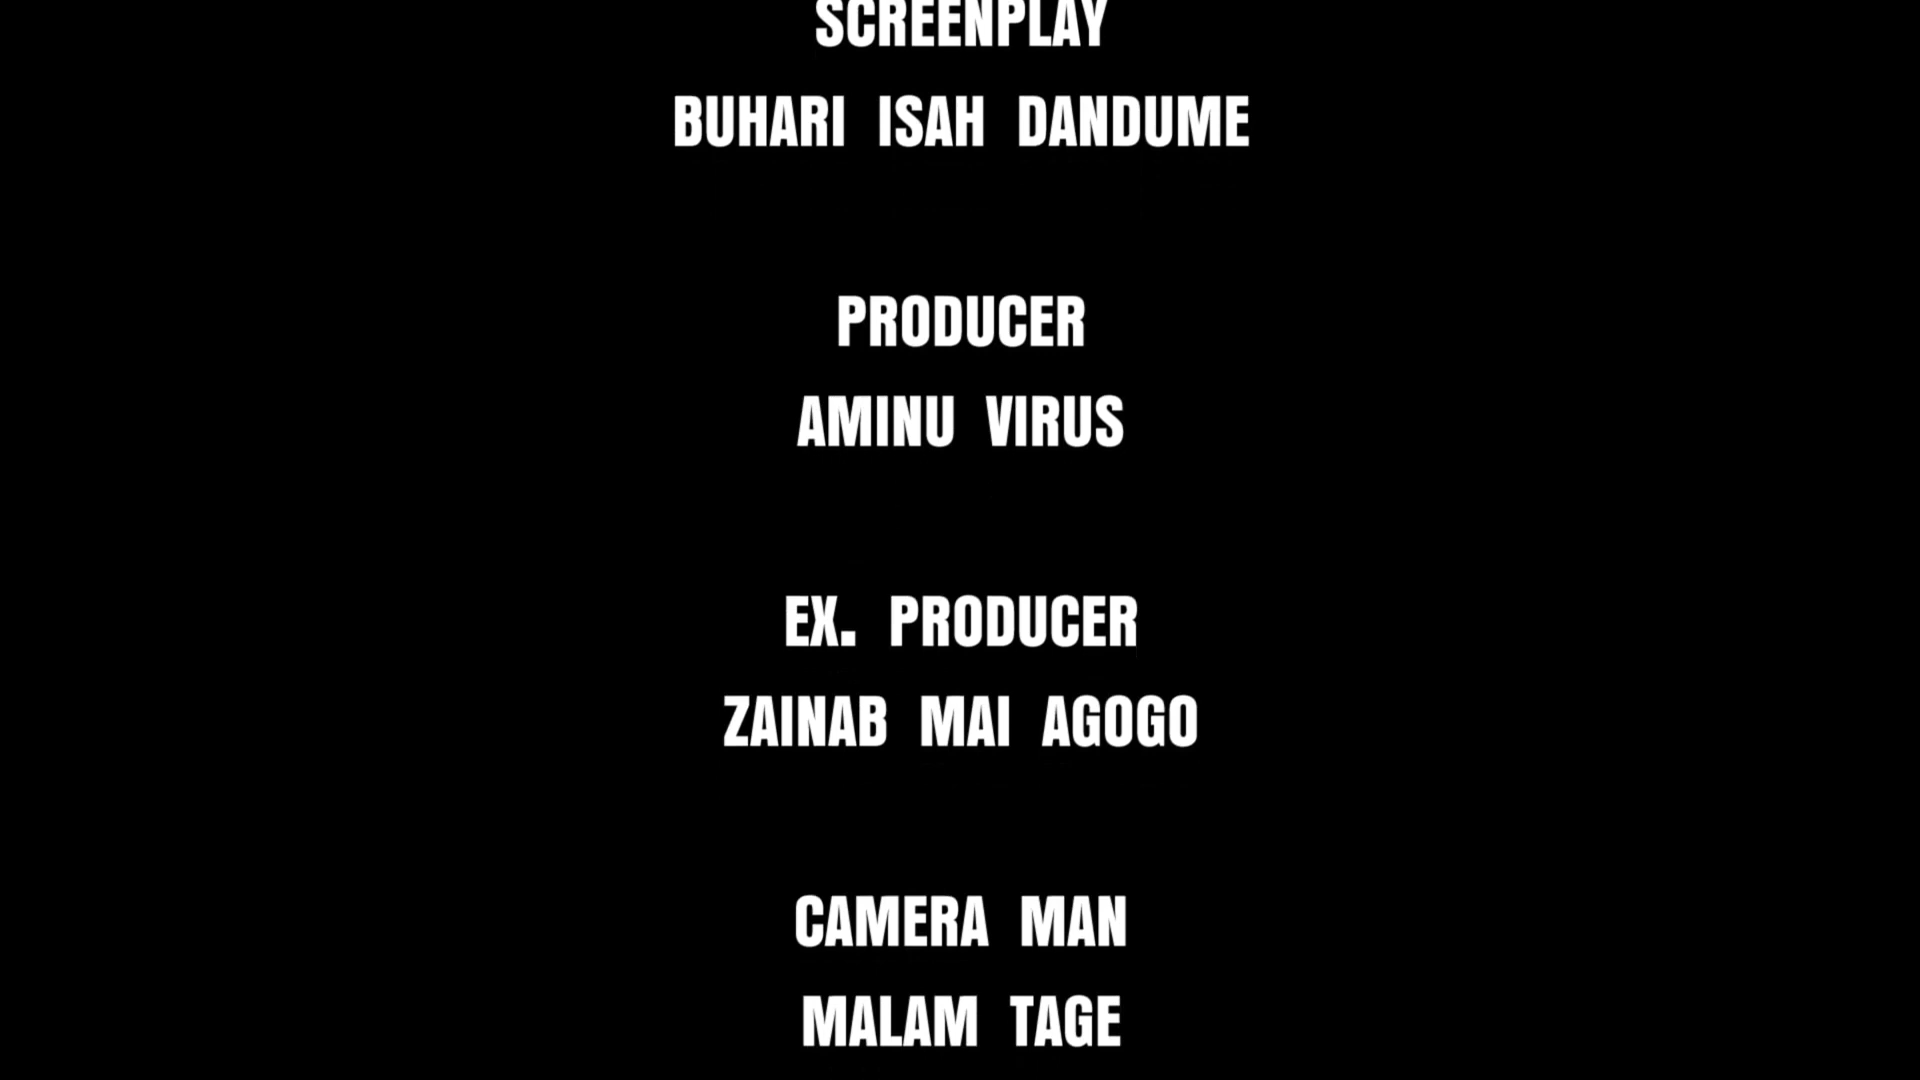 SCREENPLAY
BUHARI ISAH DANDUME
PRODUCER
AMINU VIRUS
EX. PRODUCER
ZAINAB MAI AGOGO
CAMERA MAN
MALAM TAGE